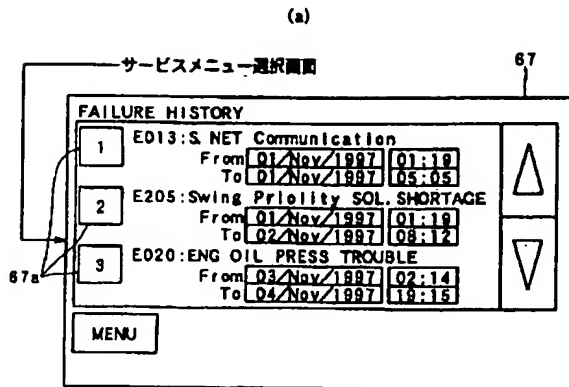 (a)
サービスメニュー選択画面
67
FAILURE HISTORY
1 E013:S. NET Communication
From 01/Nov/1997 01:19
To 01/Nov/1997 05:05
2 E205:Swing Priolity SOL. SHORTAGE
From 01/Nov/1997 01:19
To 02/Nov/1997 08:12
67a
3 E020:ENG OIL PRESS TROUBLE
From 03/Nov/1997 02:14
To 04/Nov/1997 19:15
MENU